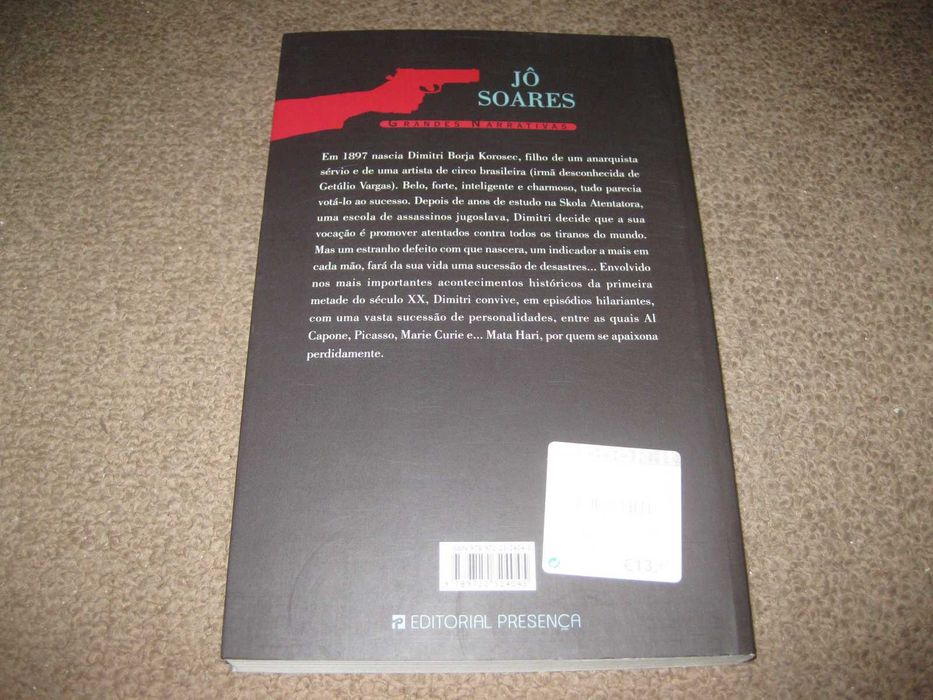 JÔ
SOARES
GRANDES NARRATIVAS
Em 1897 nascia Dimitri Borja Korosec, filho de um anarquista
sérvio e de uma artista de circo brasileira (irmã desconhecida de
Getúlio Vargas). Belo, forte, inteligente e charmoso, tudo parecia
votá-lo ao sucesso. Depois de anos de estudo na Skola Atentatora,
uma escola de assassinos jugoslava, Dimitri decide que a sua
vocação é promover atentados contra todos os tiranos do mundo.
Mas um estranho defeito com que nascera, um indicador a mais em
cada mão, fará da sua vida uma sucessão de desastres... Envolvido
nos mais importantes acontecimentos históricos da primeira
metade do século XX, Dimitri convive, em episódios hilariantes,
com uma vasta sucessão de personalidades, entre as quais Al
Capone, Picasso, Marie Curie e... Mata Hari, por quem se apaixona
perdidamente.
€13,
EDITORIAL PRESENÇA